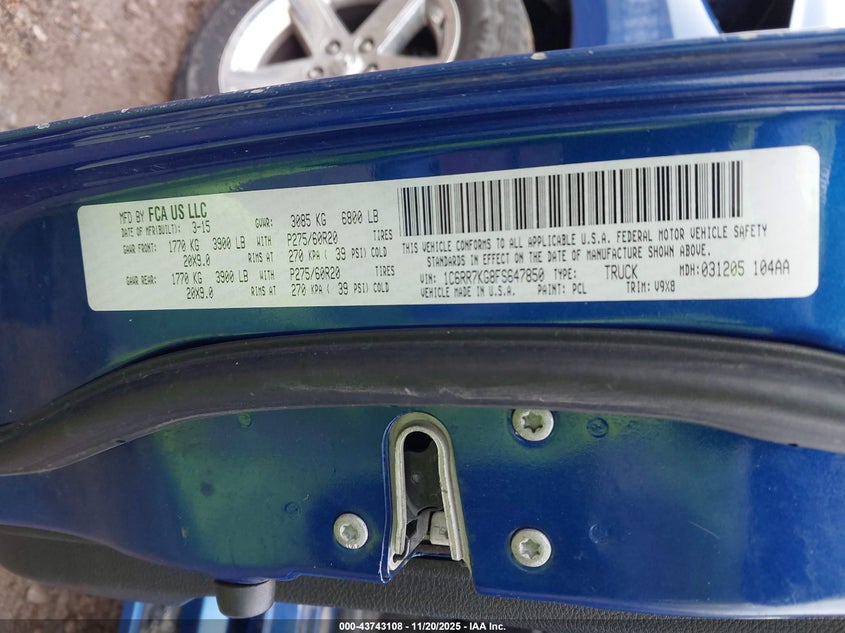 MFD BY FCA US LLC
DATE OF MFR(BUILT): 3-15 GVWR: 3085 KG 6800 LB
GAWR FRONT: 1770 KG 3900 LB WITH P275/60R20 TIRES
20X9.0 RIMS AT 270 KPA ( 39 PSI) COLD
GAWR REAR: 1770 KG 3900 LB WITH P275/60R20 TIRES
20X9.0 RIMS AT 270 KPA ( 39 PSI) COLD
THIS VEHICLE CONFORMS TO ALL APPLICABLE U.S.A. FEDERAL MOTOR VEHICLE SAFETY
STANDARDS IN EFFECT ON THE DATE OF MANUFACTURE SHOWN ABOVE.
VIN: 1C6RR7KG8FS647850 TYPE: TRUCK MDH:031205 104AA
VEHICLE MADE IN U.S.A. PAINT: PCL TRIM: V9X8
000-43743108 - 11/20/2025 - IAA Inc.